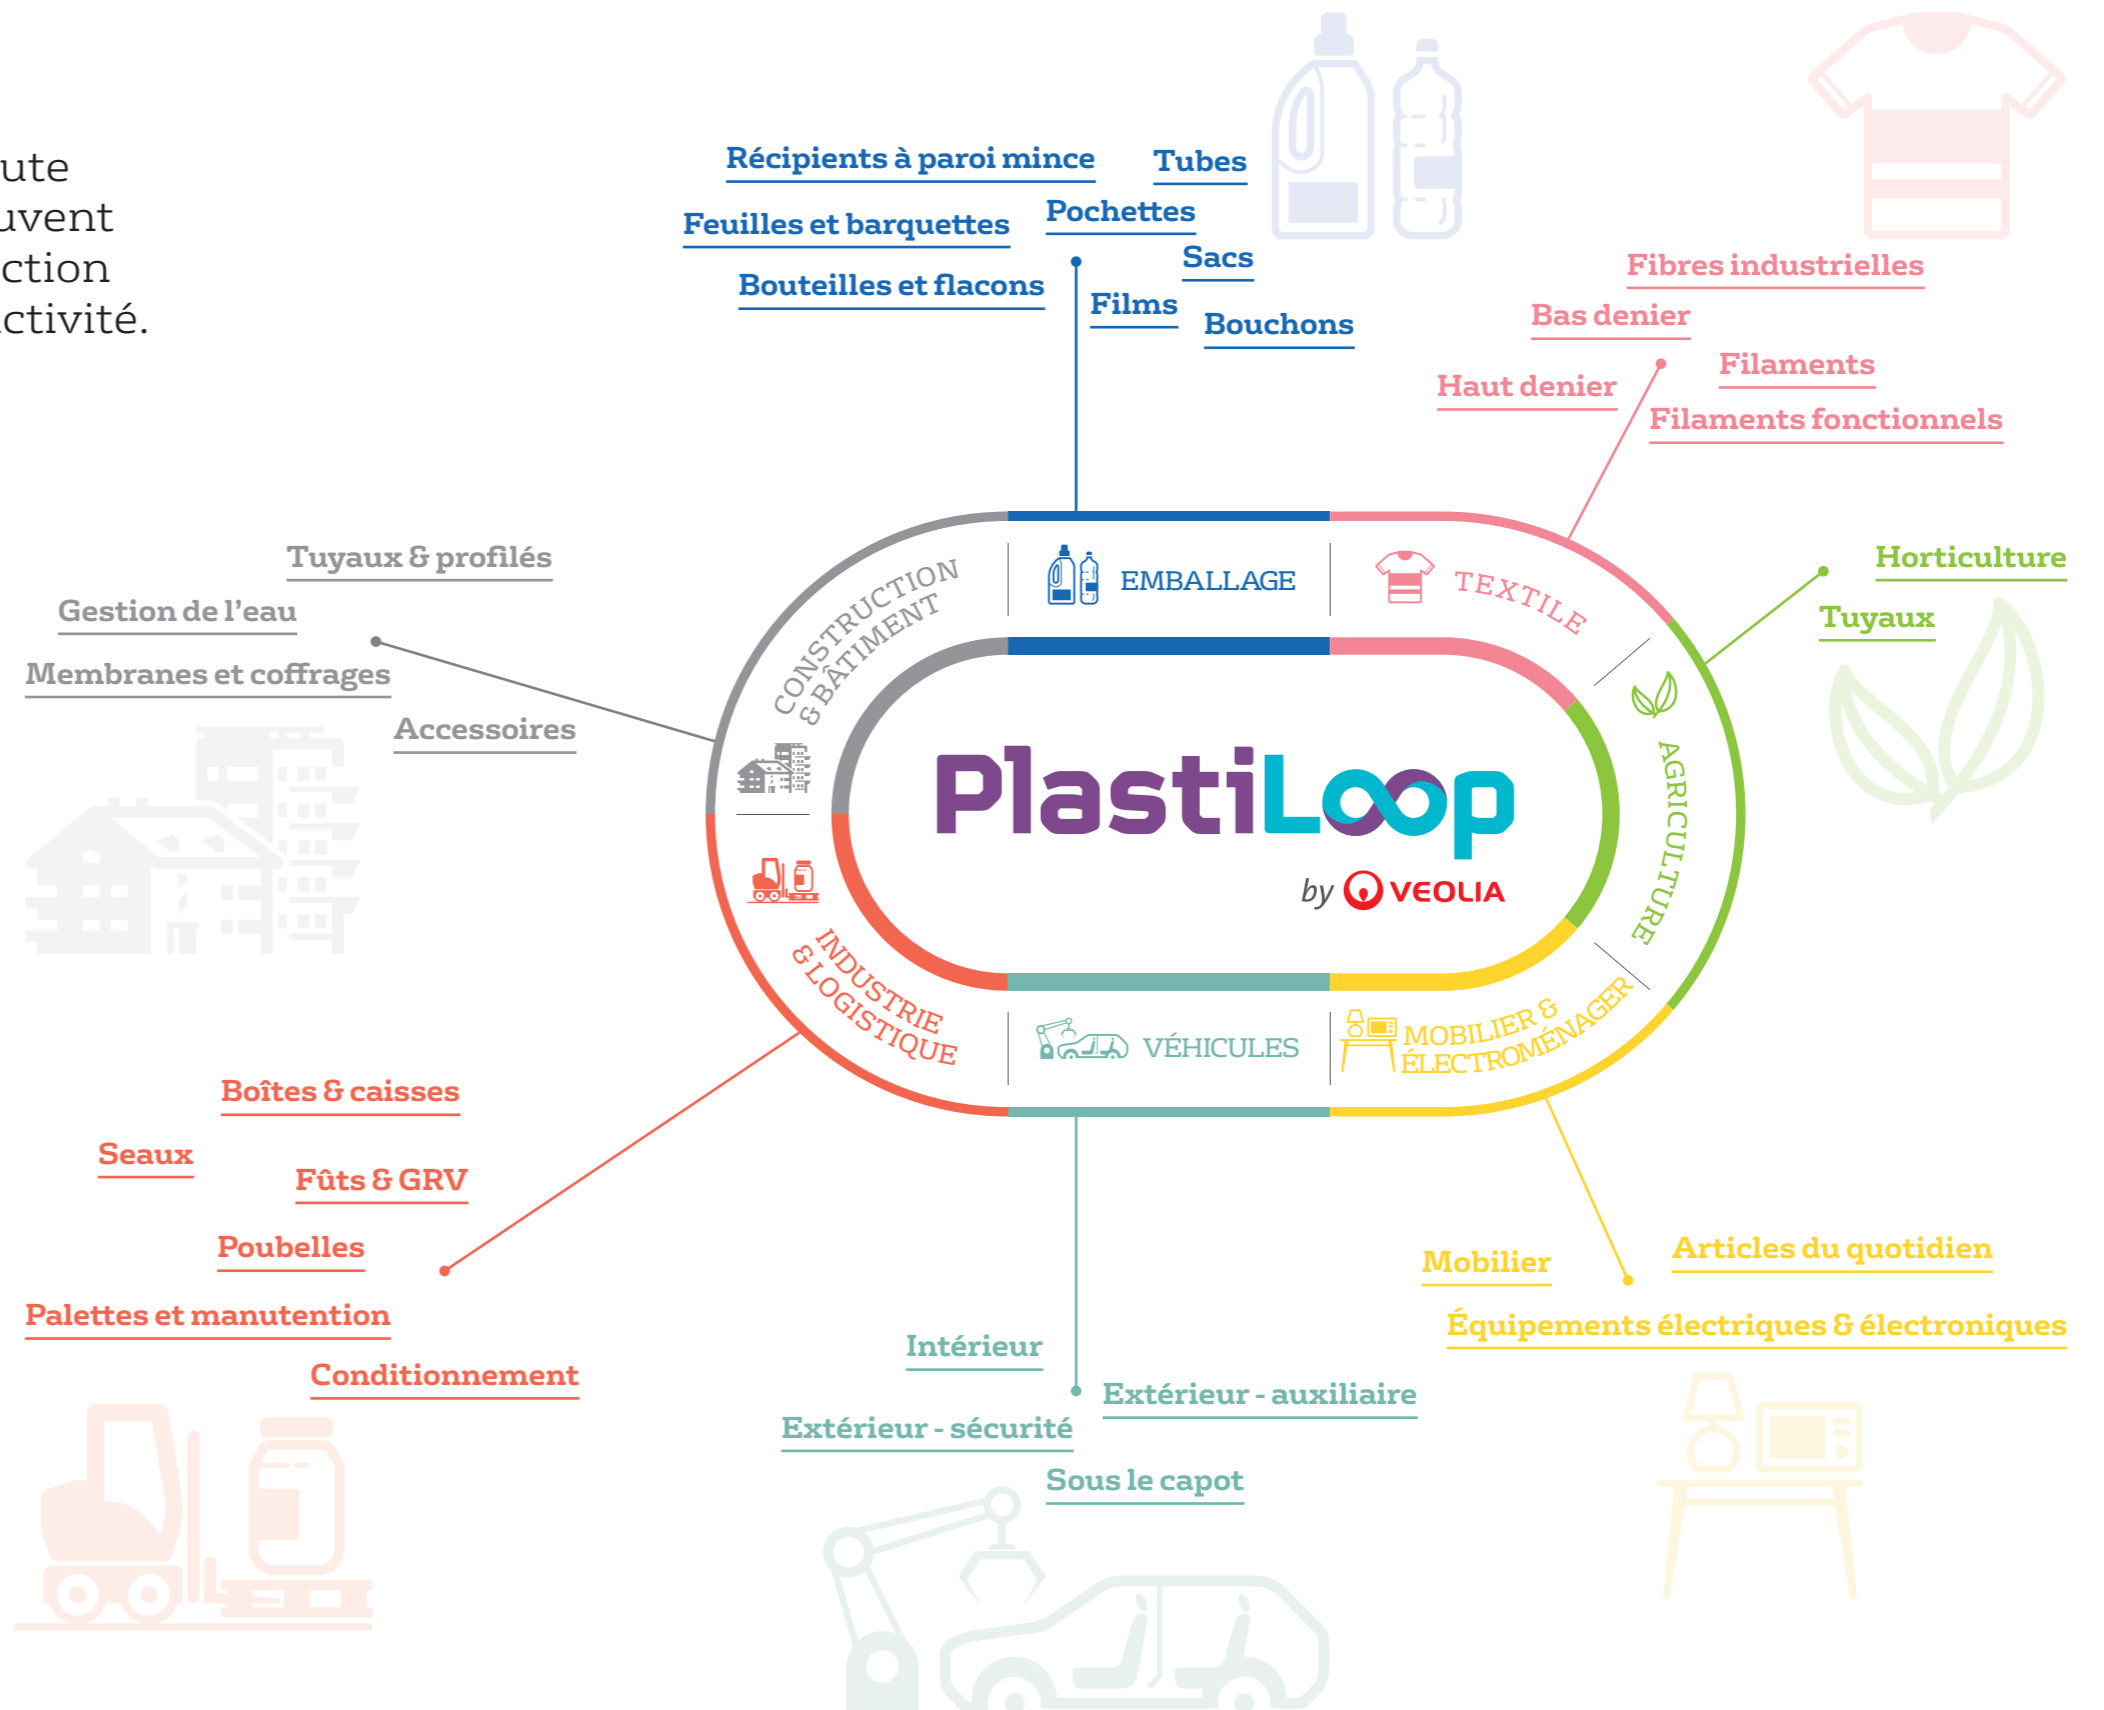 ute
uvent
ction
ctivité.
Récipients à paroi mince
Tubes
Feuilles et barquettes
Pochettes
Sacs
Bouteilles et flacons
Films
Bouchons
Fibres industrielles
Bas denier
Filaments
Haut denier
Filaments fonctionnels
Tuyaux & profilés
Gestion de l'eau
Membranes et coffrages
Accessoires
Horticulture
Tuyaux
CONSTRUCTION
& BÂTIMENT
EMBALLAGE
TEXTILE
AGRICULTURE
PlastiLoop
by VEOLIA
INDUSTRIE
& LOGISTIQUE
VÉHICULES
MOBILIER &
ÉLECTROMÉNAGER
Boîtes & caisses
Seaux
Fûts & GRV
Poubelles
Palettes et manutention
Conditionnement
Intérieur
Extérieur - auxiliaire
Extérieur - sécurité
Sous le capot
Mobilier
Articles du quotidien
Équipements électriques & électroniques